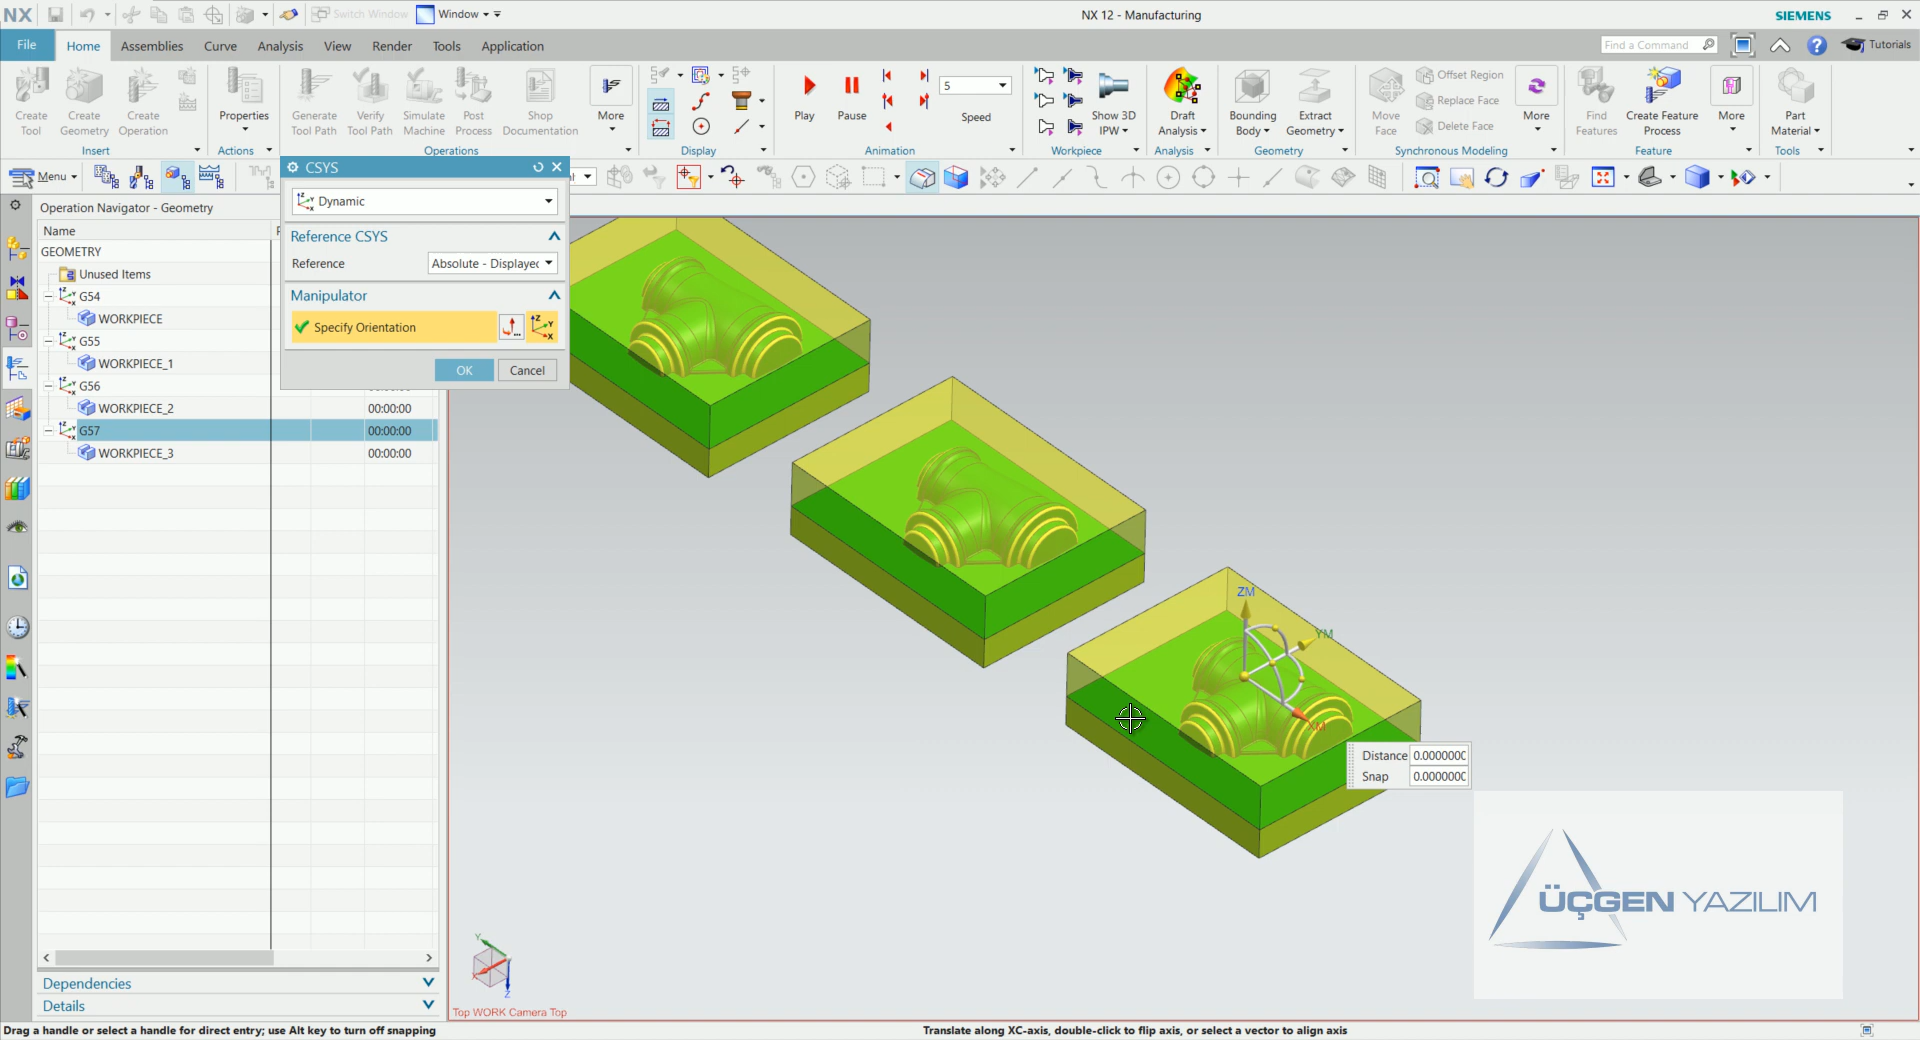 NX
Switch Window
Window
NX 12 - Manufacturing
SIEMENS
File
Home
Assemblies
Curve
Analysis
View
Render
Tools
Application
Find a Command
Tutorials
Create Tool
Create Geometry
Create Operation
Insert
Properties
Actions
Generate Tool Path
Verify Tool Path
Simulate Machine
Post Process
Shop Documentation
More
Operations
Display
Play
Pause
5
Speed
Animation
Show 3D IPW
Workpiece
Draft Analysis
Analysis
Bounding Body
Extract Geometry
Geometry
Move Face
Offset Region
Replace Face
Delete Face
More
Synchronous Modeling
Find Features
Create Feature Process
More
Feature
Part Material
Tools
Menu
CSYS
Dynamic
Reference CSYS
Reference
Absolute - Displayec
Manipulator
Specify Orientation
OK
Cancel
Operation Navigator - Geometry
Name
GEOMETRY
Unused Items
G54
WORKPIECE
G55
WORKPIECE_1
G56
WORKPIECE_2 00:00:00
G57 00:00:00
WORKPIECE_3 00:00:00
Dependencies
Details
ZM
YM
XM
Distance 0.000000C
Snap 0.000000C
ÜÇGEN YAZILIM
Y
X
Z
Top WORK Camera Top
Drag a handle or select a handle for direct entry; use Alt key to turn off snapping
Translate along XC-axis, double-click to flip axis, or select a vector to align axis